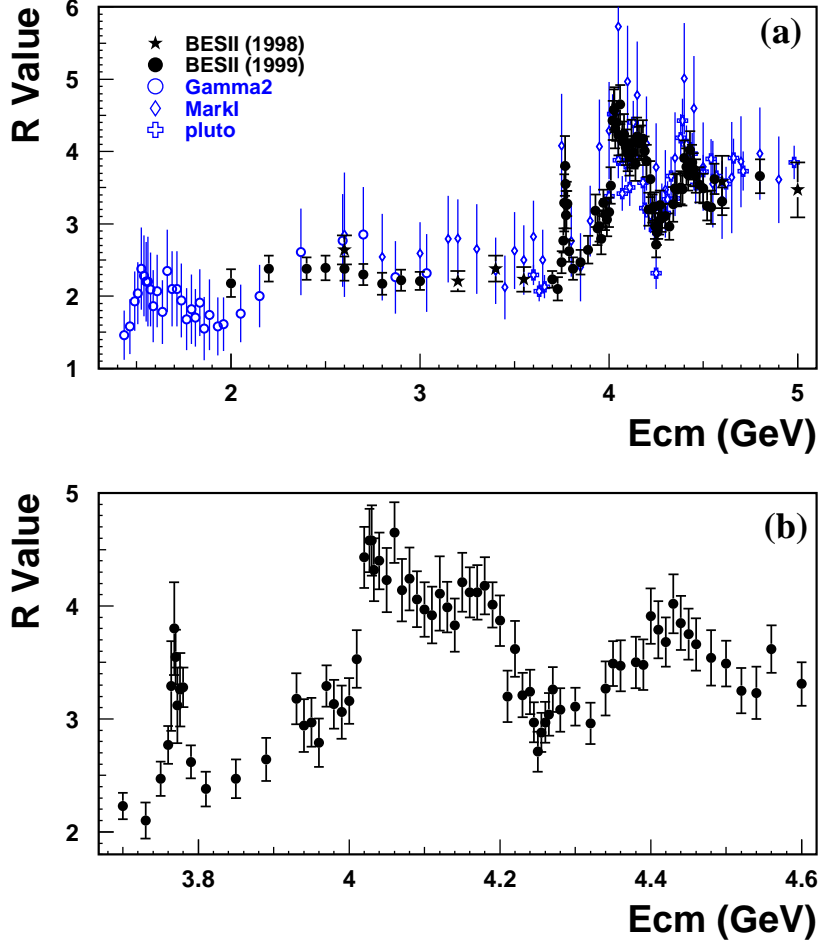 R Value
6
5
4
3
2
1
(a)
BESII (1998)
BESII (1999)
Gamma2
MarkI
pluto
2 3 4 5
Ecm (GeV)
R Value
5
4
3
2
(b)
3.8 4 4.2 4.4 4.6
Ecm (GeV)